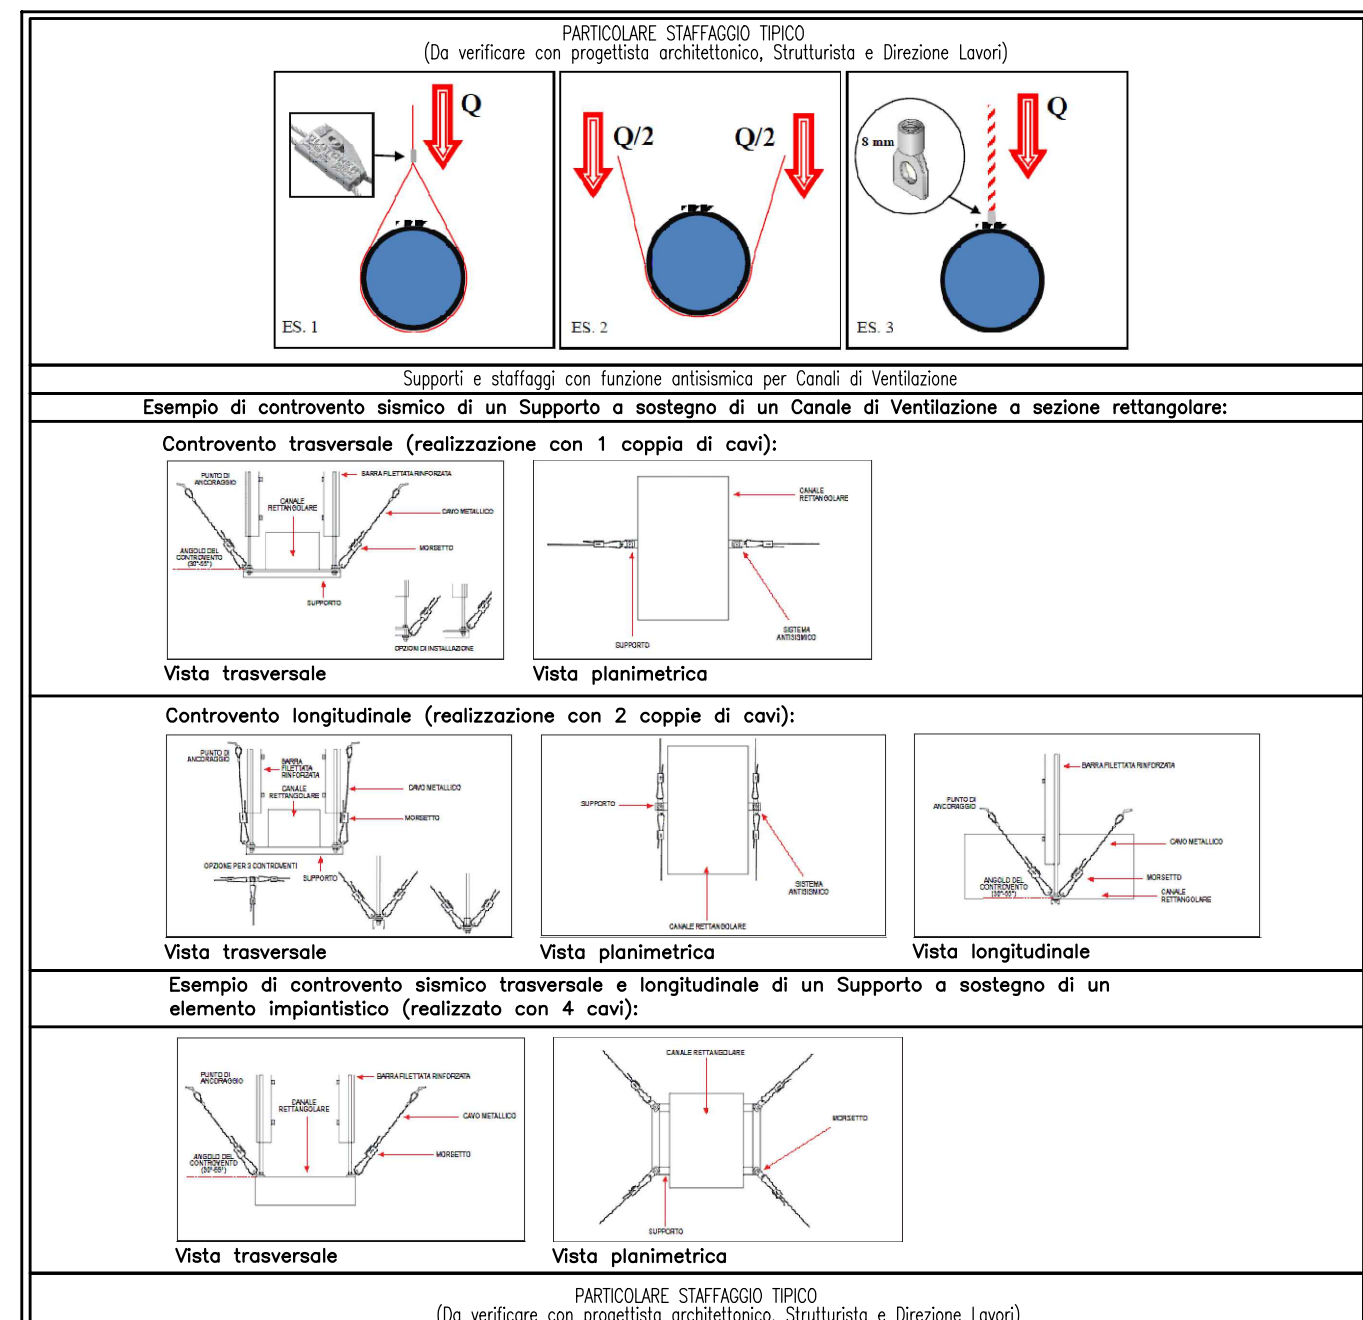 PARTICOLARE STAFFAGGIO TIPICO
(Da verificare con progettista architettonico, Strutturista e Direzione Lavori)
Q
ES. 1
Q/2
Q/2
ES. 2
8 mm
Q
ES. 3
Supporti e staffaggi con funzione antisismica per Canali di Ventilazione
Esempio di controvento sismico di un Supporto a sostegno di un Canale di Ventilazione a sezione rettangolare:
Controvento trasversale (realizzazione con 1 coppia di cavi):
PUNTO DI
ANCORAGGIO
BARRA FILETTATA RINFORZATA
CANALE
RETTANGOLARE
CAVO METALLICO
MORSETTO
ANGOLO DEL
CONTROVENTO
(30°-55°)
SUPPORTO
OPZIONI DI INSTALLAZIONE
CANALE
RETTANGOLARE
SUPPORTO
SISTEMA
ANTISISMICO
Vista trasversale
Vista planimetrica
Controvento longitudinale (realizzazione con 2 coppie di cavi):
PUNTO DI
ANCORAGGIO
BARRA
FILETTATA
RINFORZATA
CANALE
RETTANGOLARE
CAVO METALLICO
MORSETTO
OPZIONE PER 3 CONTROVENTI
SUPPORTO
SUPPORTO
SISTEMA
ANTISISMICO
CANALE RETTANGOLARE
BARRA FILETTATA RINFORZATA
PUNTO DI
ANCORAGGIO
CAVO METALLICO
ANGOLO DEL
CONTROVENTO
(30°-55°)
MORSETTO
CANALE
RETTANGOLARE
Vista trasversale
Vista planimetrica
Vista longitudinale
Esempio di controvento sismico trasversale e longitudinale di un Supporto a sostegno di un
elemento impiantistico (realizzato con 4 cavi):
PUNTO DI
ANCORAGGIO
BARRA FILETTATA RINFORZATA
CANALE
RETTANGOLARE
CAVO METALLICO
MORSETTO
ANGOLO DEL
CONTROVENTO
(30°-55°)
CANALE RETTANGOLARE
MORSETTO
SUPPORTO
Vista trasversale
Vista planimetrica
PARTICOLARE STAFFAGGIO TIPICO
(Da verificare con progettista architettonico, Strutturista e Direzione Lavori)